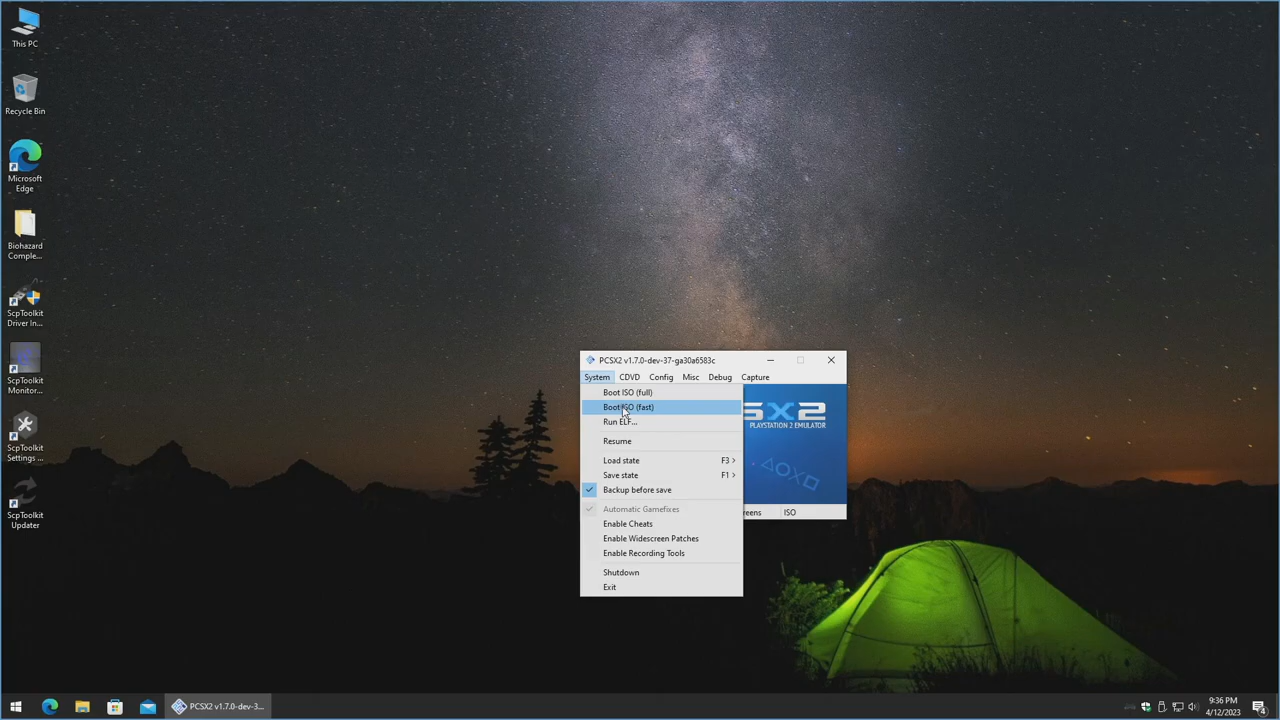 This PC
Recycle Bin
Microsoft
Edge
Biohazard
Comple...
ScpToolkit
Driver In...
ScpToolkit
Monitor...
ScpToolkit
Settings ...
ScpToolkit
Updater
PCSX2 v1.7.0-dev-37-ga30a6583c
System CDVD Config Misc Debug Capture
Boot ISO (full)
Boot ISO (fast)
Run ELF...
Resume
Load state F3
Save state F1
Backup before save
Automatic Gamefixes
Enable Cheats
Enable Widescreen Patches
Enable Recording Tools
Shutdown
Exit
SX2
PLAYSTATION 2 EMULATOR
reens ISO
PCSX2 v1.7.0-dev-3...
9:36 PM
4/12/2023
4